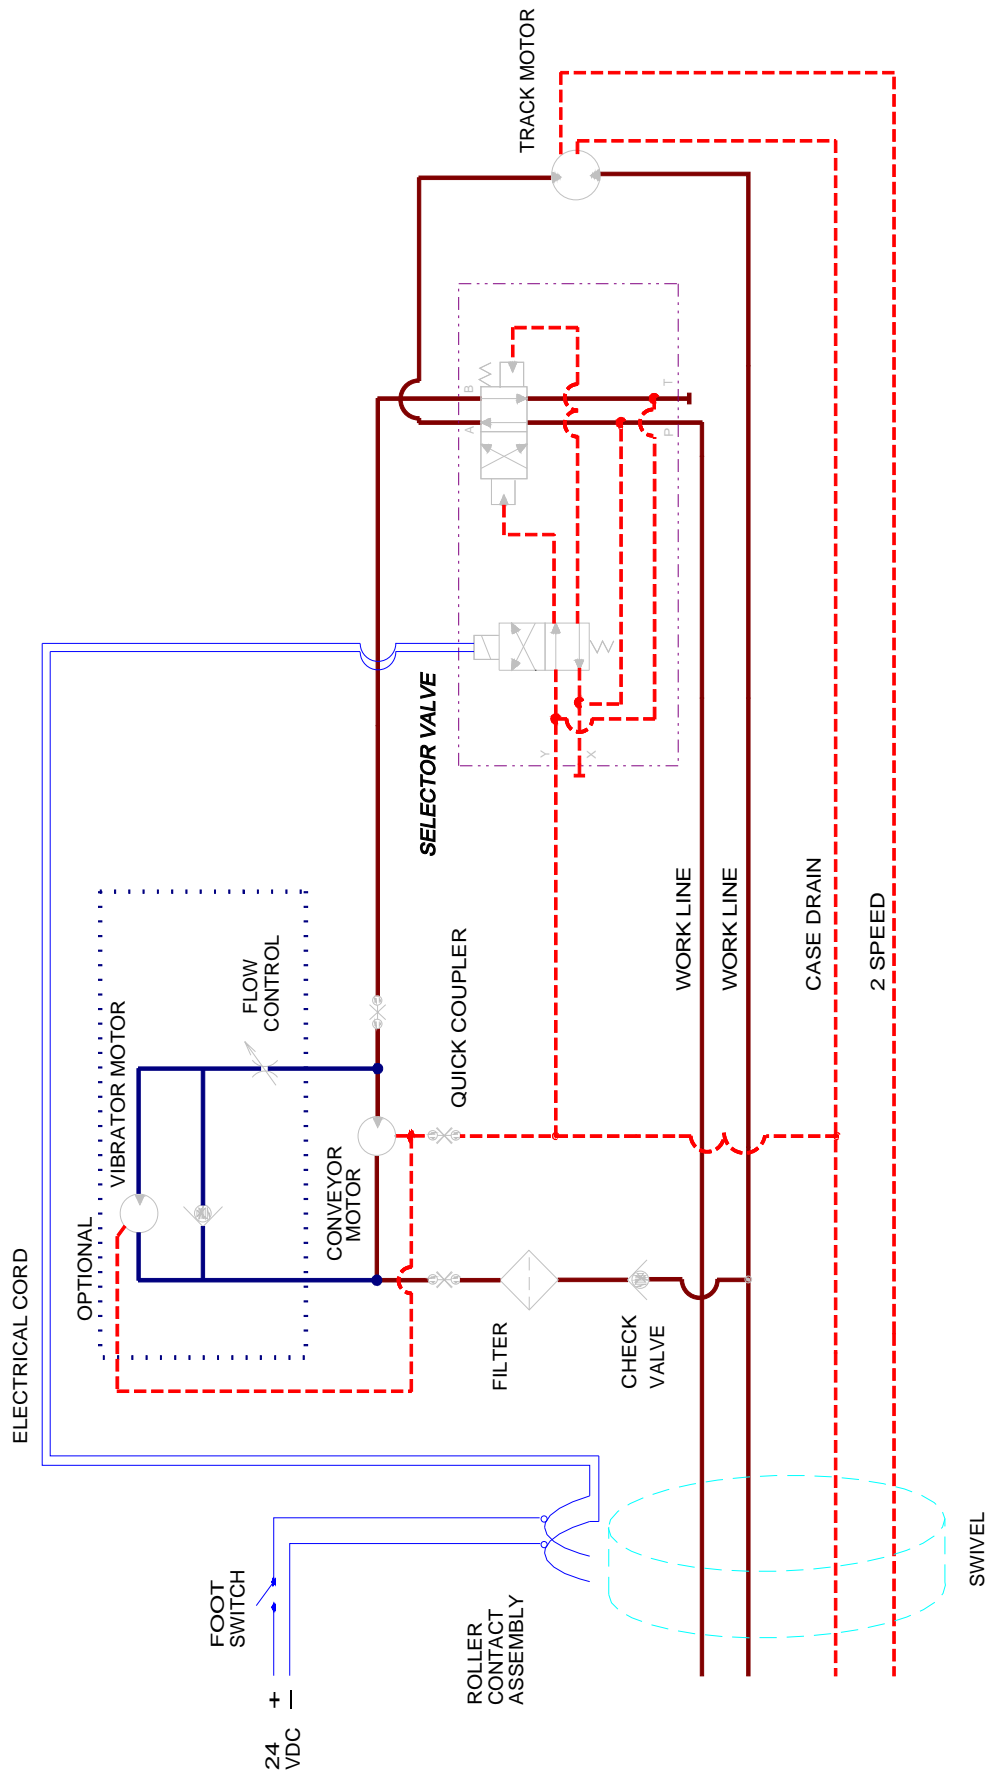 TRACK MOTOR
B
A
T
P
SELECTOR VALVE
Y
X
WORK LINE
WORK LINE
CASE DRAIN
2 SPEED
QUICK COUPLER
FLOW
CONTROL
VIBRATOR MOTOR
OPTIONAL
CONVEYOR
MOTOR
FILTER
CHECK
VALVE
ELECTRICAL CORD
FOOT
SWITCH
ROLLER
CONTACT
ASSEMBLY
SWIVEL
24
VDC
+
—